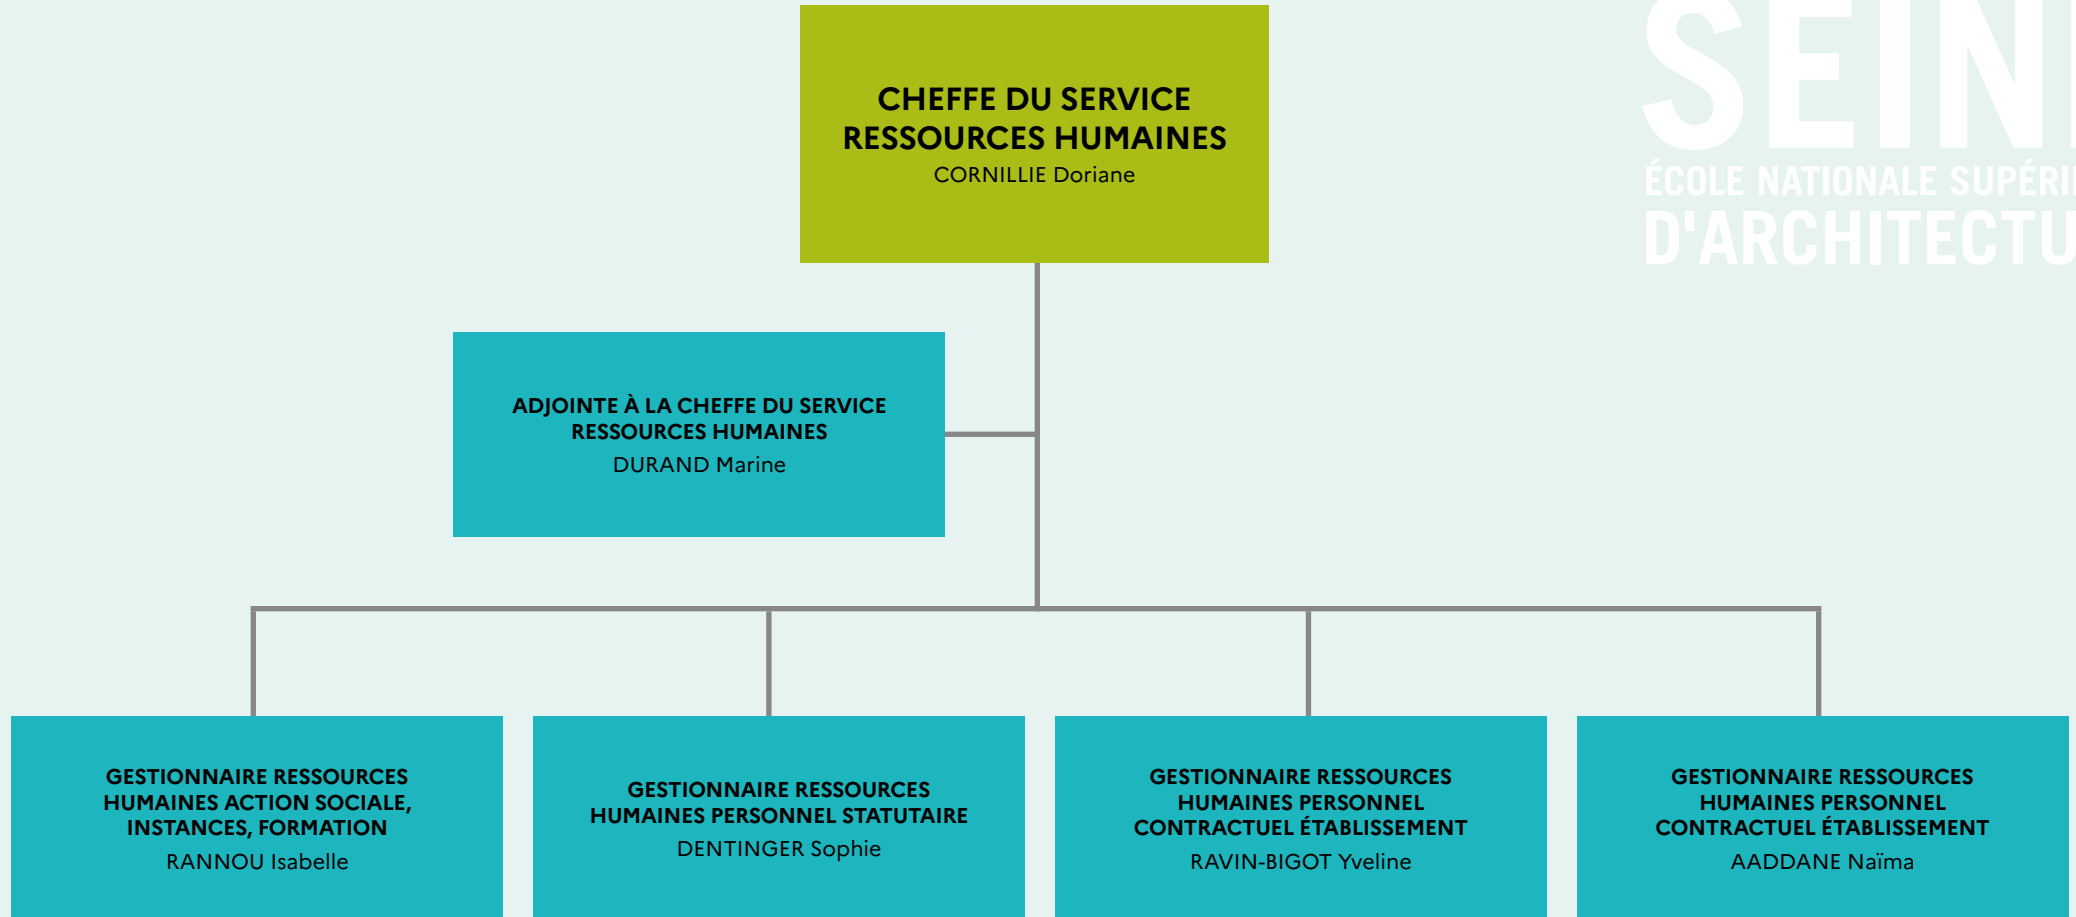 CHEFFE DU SERVICE
RESSOURCES HUMAINES
CORNILLIE Doriane
ÉCOLE NATIONALE
ADJOINTE À LA CHEFFE DU SERVICE
RESSOURCES HUMAINES
DURAND Marine
GESTIONNAIRE RESSOURCES
HUMAINES ACTION SOCIALE,
INSTANCES, FORMATION
RANNOU Isabelle
GESTIONNAIRE RESSOURCES
HUMAINES PERSONNEL STATUTAIRE
DENTINGER Sophie
GESTIONNAIRE RESSOURCES
HUMAINES PERSONNEL
CONTRACTUEL ÉTABLISSEMENT
RAVIN-BIGOT Yveline
GESTIONNAIRE RESSOURCES
HUMAINES PERSONNEL
CONTRACTUEL ÉTABLISSEMENT
AADDANE Naïma